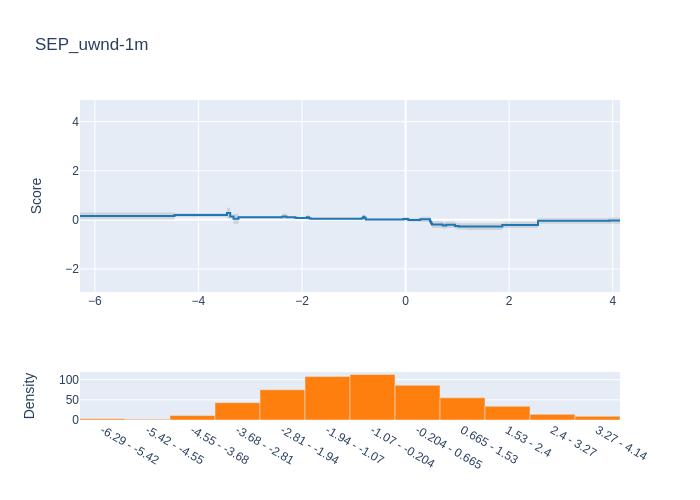 SEP_uwnd-1m
Score
4
2
0
−2
−6
−4
−2
0
2
4
Density
100
50
0
-6.29 - -5.42
-5.42 - -4.55
-4.55 - -3.68
-3.68 - -2.81
-2.81 - -1.94
-1.94 - -1.07
-1.07 - -0.204
-0.204 - 0.665
0.665 - 1.53
1.53 - 2.4
2.4 - 3.27
3.27 - 4.14